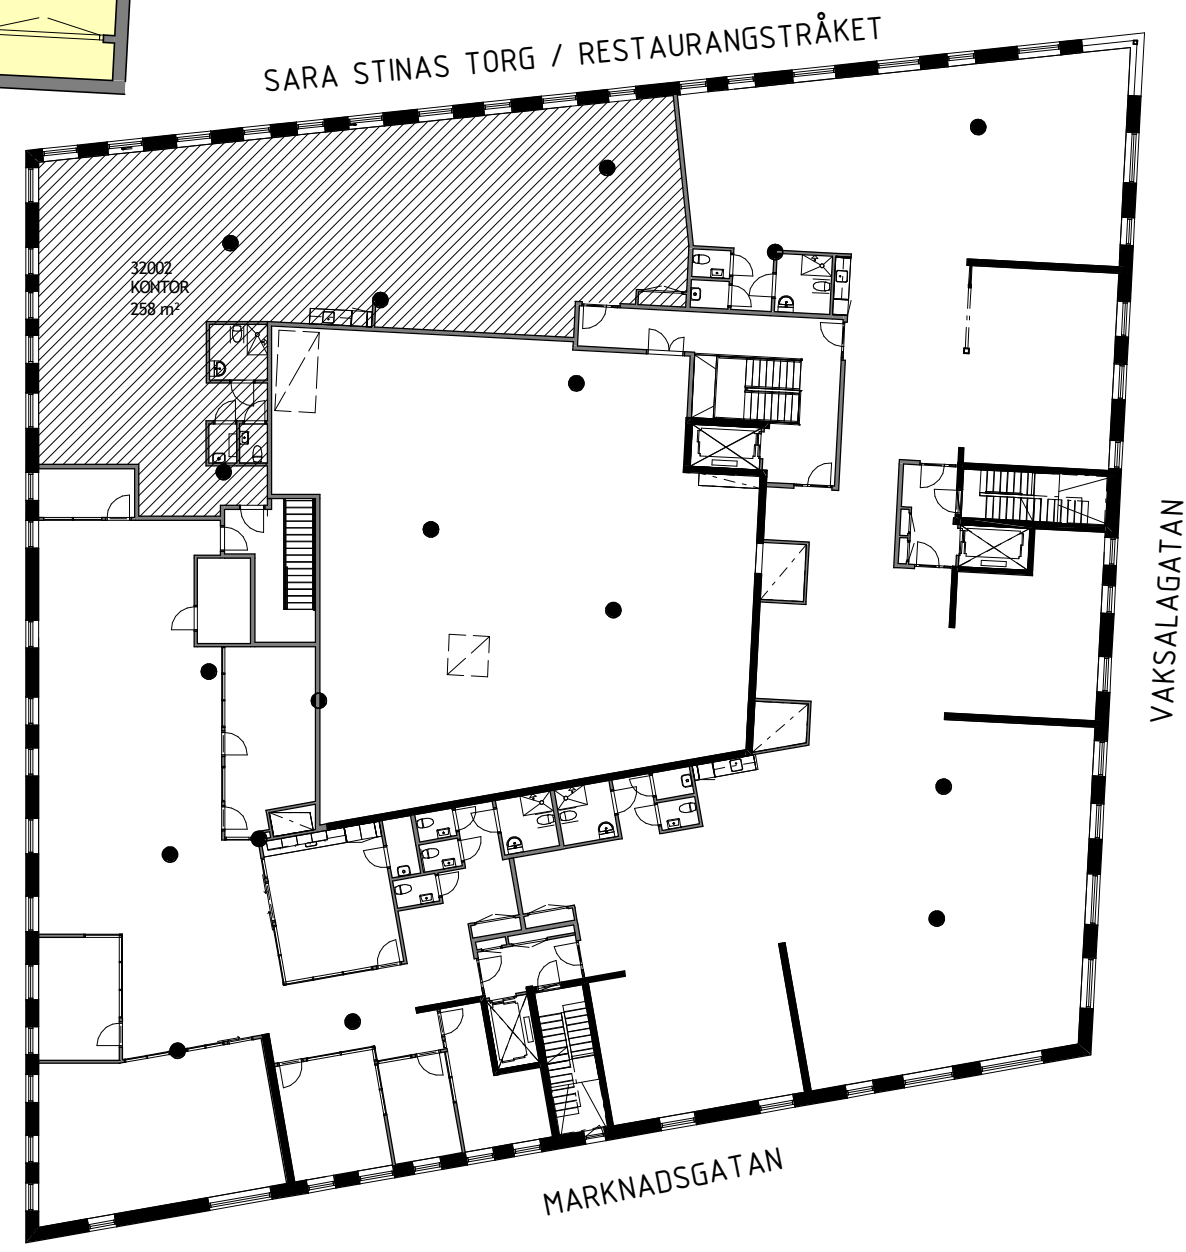 SARA STINAS TORG / RESTAURANGSTRÅKET
32002
KONTOR
258 m²
VAKSALAGATAN
MARKNADSGATAN